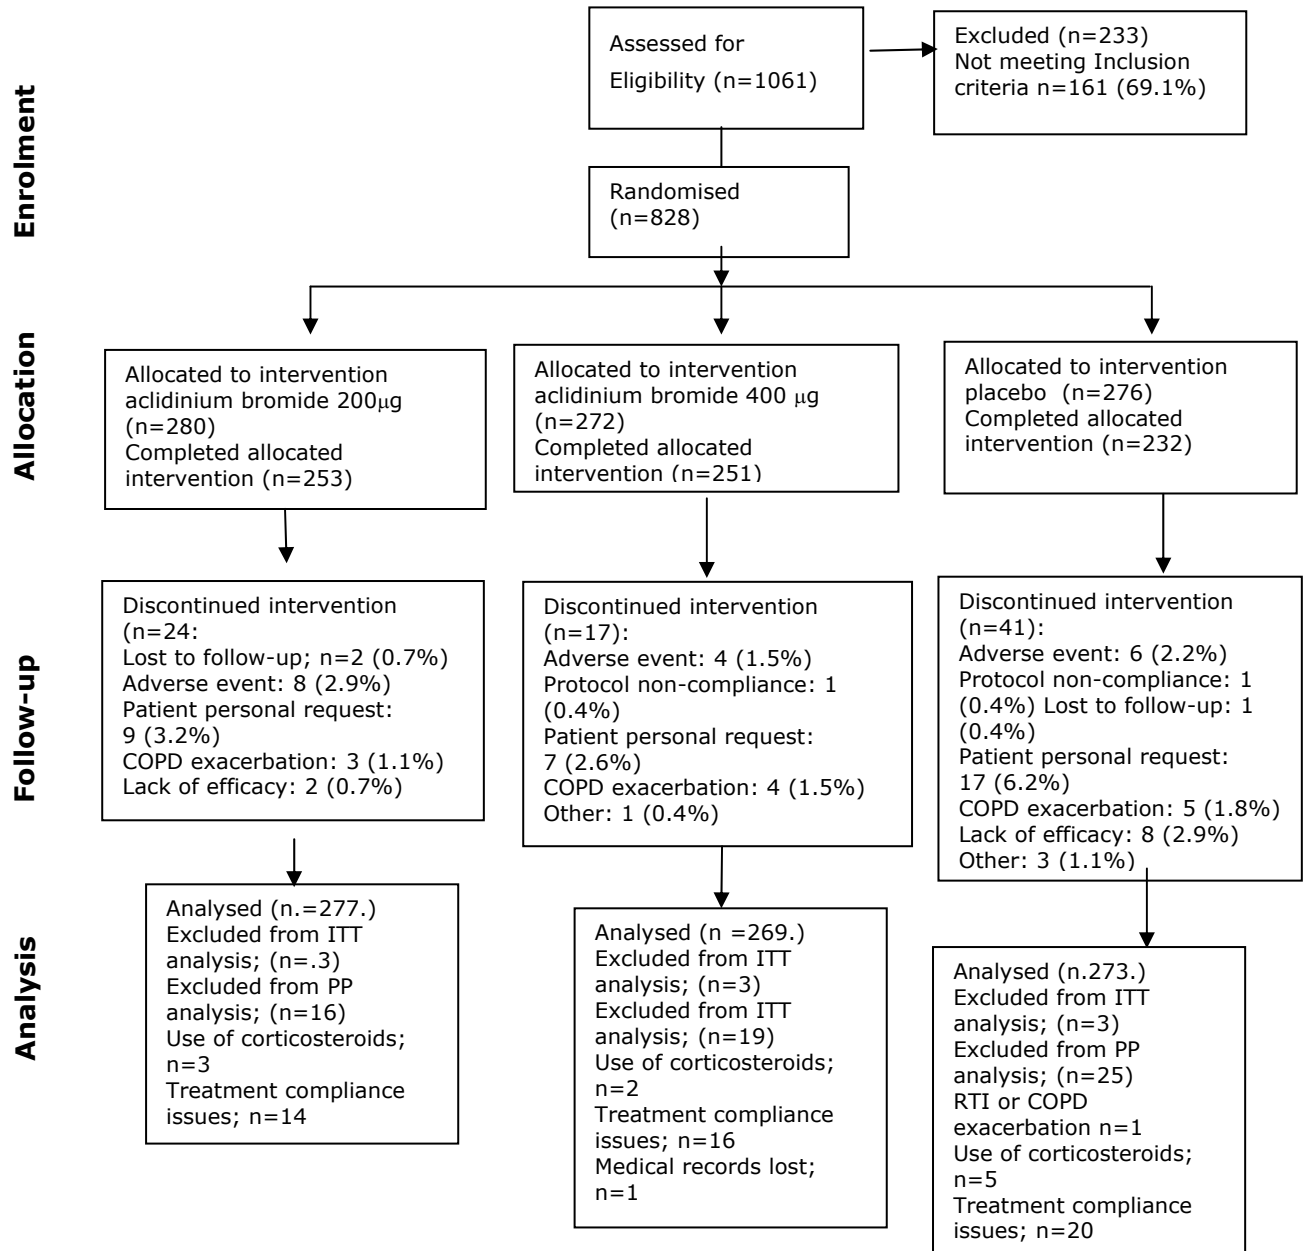 Enrolment
Assessed for
Eligibility (n=1061)
Excluded (n=233)
Not meeting Inclusion
criteria n=161 (69.1%)
Randomised
(n=828)
Allocation
Allocated to intervention
aclidinium bromide 200µg
(n=280)
Completed allocated
intervention (n=253)
Allocated to intervention
aclidinium bromide 400 µg
(n=272)
Completed allocated
intervention (n=251)
Allocated to intervention
placebo (n=276)
Completed allocated
intervention (n=232)
Follow-up
Discontinued intervention
(n=24:
Lost to follow-up; n=2 (0.7%)
Adverse event: 8 (2.9%)
Patient personal request:
9 (3.2%)
COPD exacerbation: 3 (1.1%)
Lack of efficacy: 2 (0.7%)
Discontinued intervention
(n=17):
Adverse event: 4 (1.5%)
Protocol non-compliance: 1
(0.4%)
Patient personal request:
7 (2.6%)
COPD exacerbation: 4 (1.5%)
Other: 1 (0.4%)
Discontinued intervention
(n=41):
Adverse event: 6 (2.2%)
Protocol non-compliance: 1
(0.4%) Lost to follow-up: 1
(0.4%)
Patient personal request:
17 (6.2%)
COPD exacerbation: 5 (1.8%)
Lack of efficacy: 8 (2.9%)
Other: 3 (1.1%)
Analysis
Analysed (n.=277.)
Excluded from ITT
analysis; (n=.3)
Excluded from PP
analysis; (n=16)
Use of corticosteroids;
n=3
Treatment compliance
issues; n=14
Analysed (n =269.)
Excluded from ITT
analysis; (n=3)
Excluded from ITT
analysis; (n=19)
Use of corticosteroids;
n=2
Treatment compliance
issues; n=16
Medical records lost;
n=1
Analysed (n.273.)
Excluded from ITT
analysis; (n=3)
Excluded from PP
analysis; (n=25)
RTI or COPD
exacerbation n=1
Use of corticosteroids;
n=5
Treatment compliance
issues; n=20